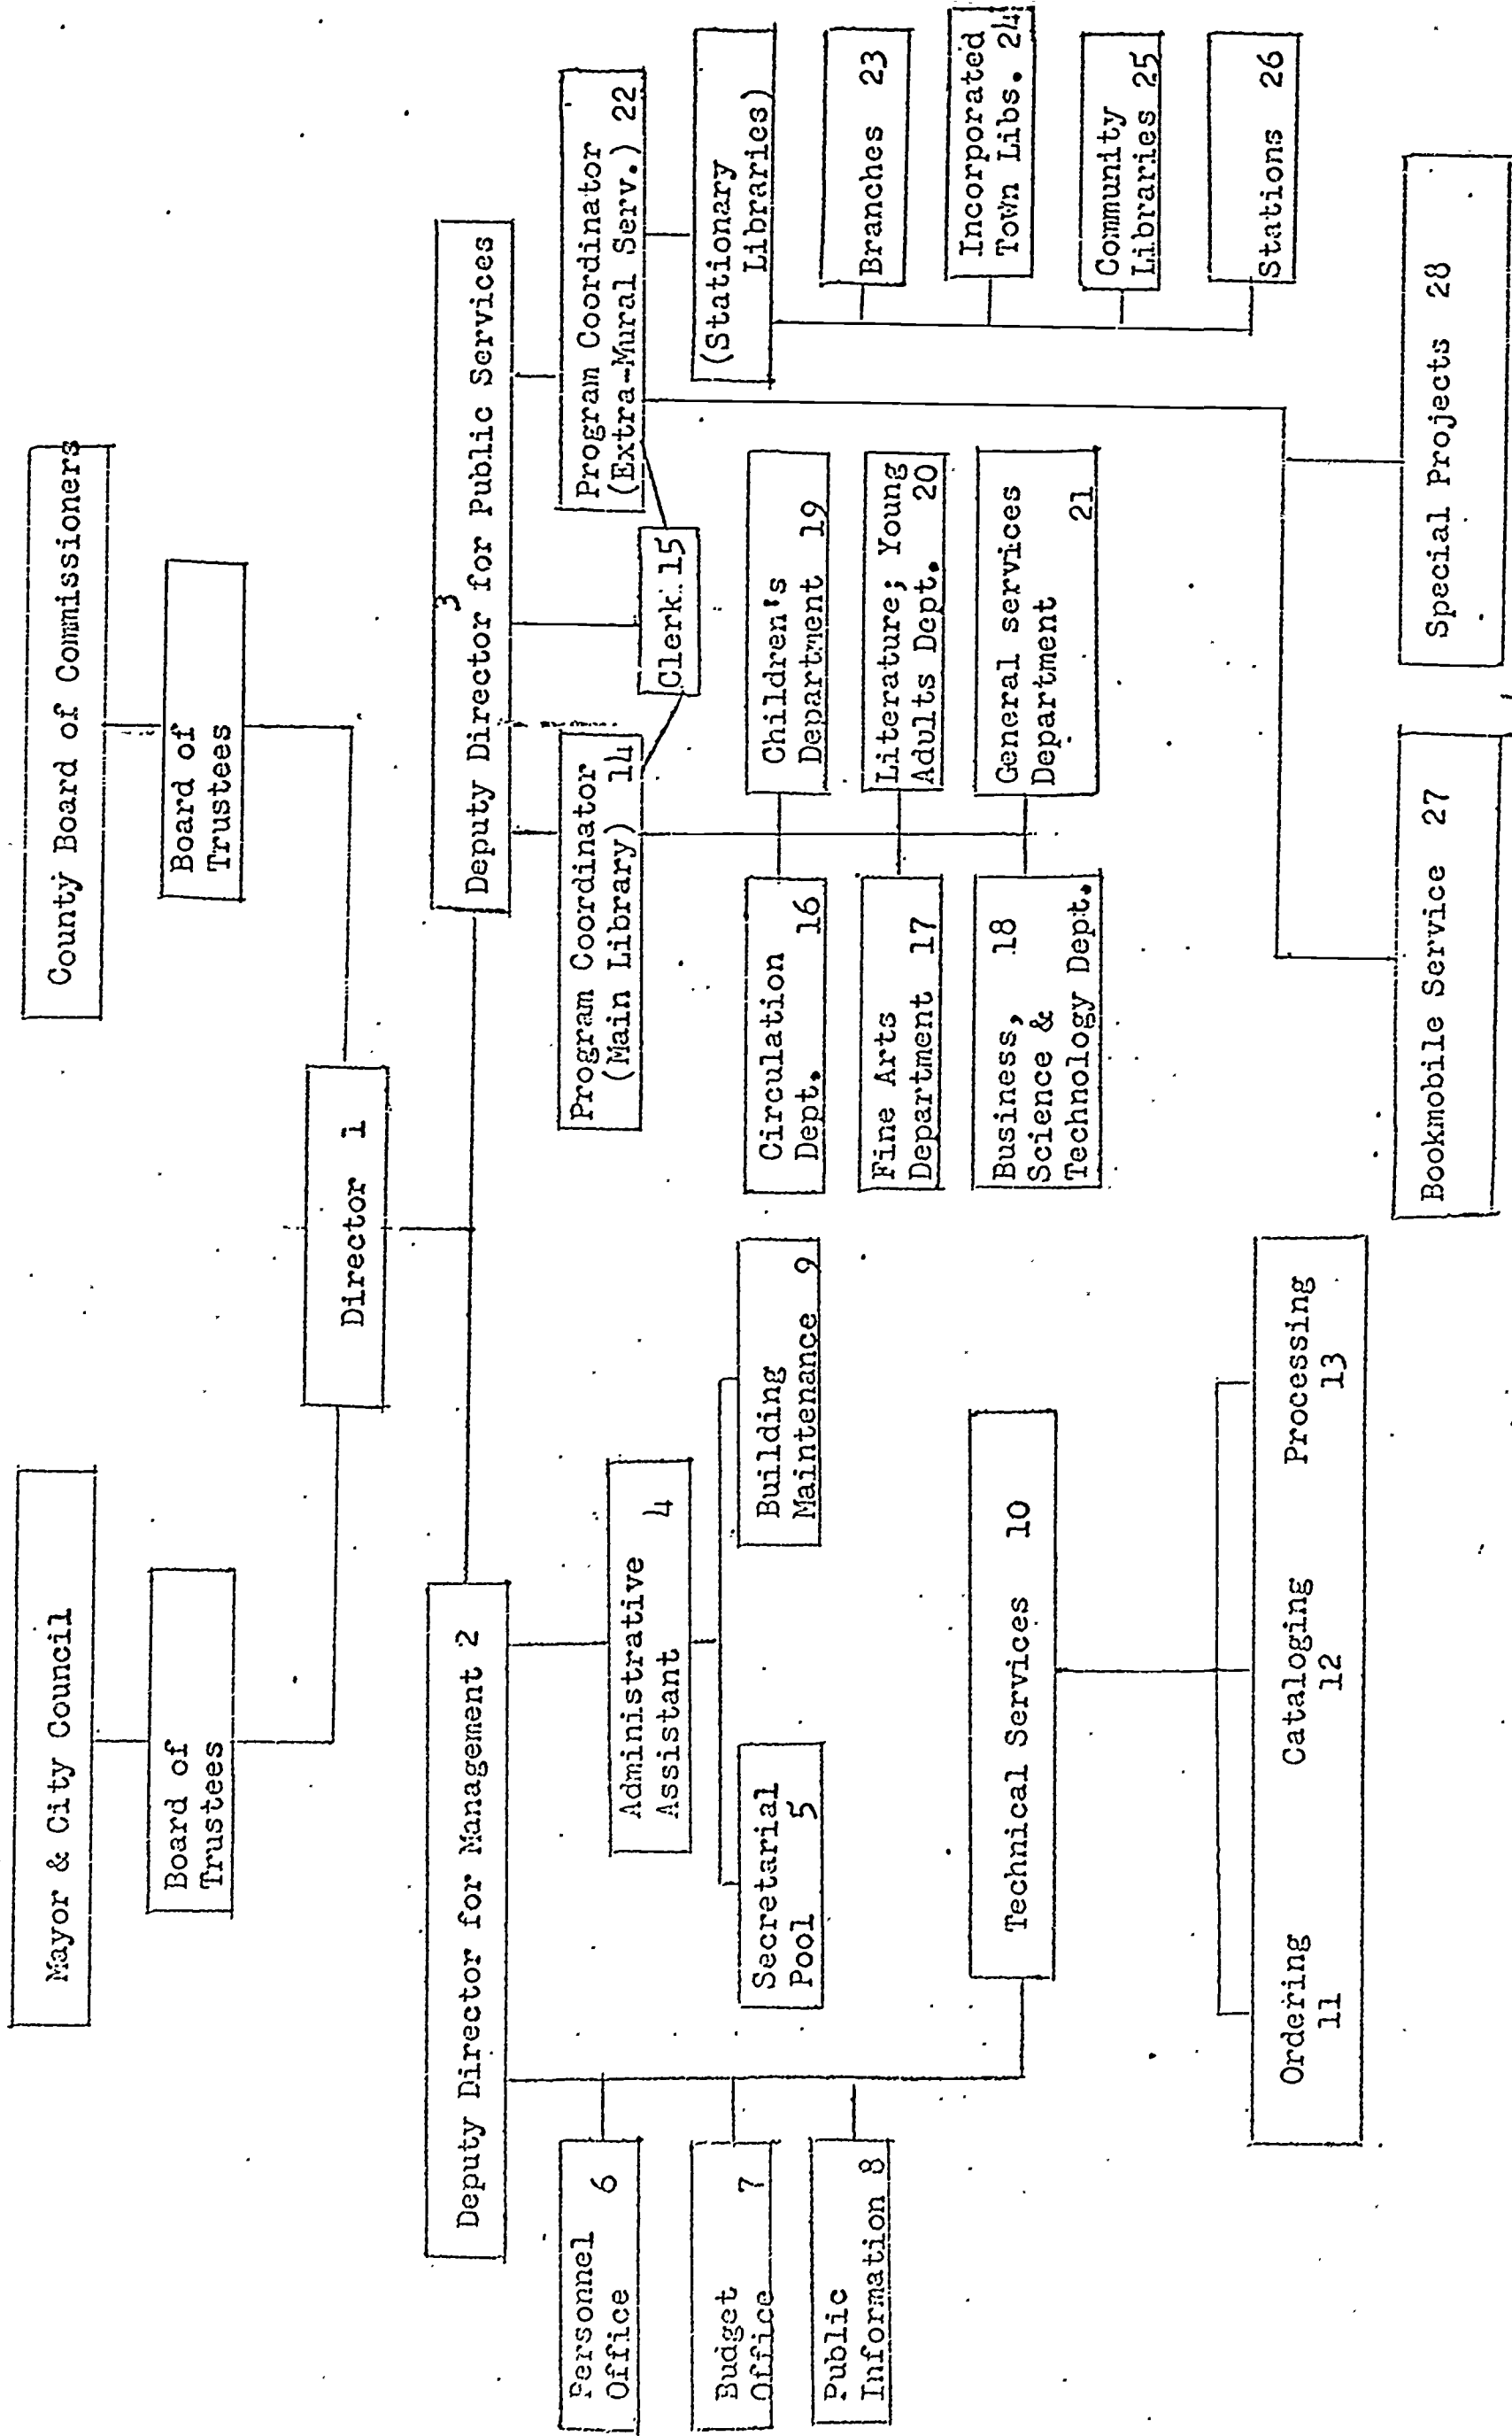 Mayor & City Council
County Board of Commissioners
Board of
Trustees
Board of
Trustees
Director 1
Deputy Director for Management 2
3
Deputy Director for Public Services
Personnel
Office 6
Administrative
Assistant 4
Program Coordinator
(Main Library) 14
Clerk 15
Program Coordinator
(Extra-Mural Serv.) 22
Budget
Office 7
Secretarial
Pool 5
Building
Maintenance 9
Public
Information 8
Circulation
Dept. 16
Children's
Department 19
Fine Arts
Department 17
Literature; Young
Adults Dept. 20
Business, 18
Science &
Technology Dept.
General services
Department
21
(Stationary
Libraries)
Branches 23
Incorporated
Town Libs. 24
Community
Libraries 25
Stations 26
Technical Services 10
Ordering
11
Cataloging
12
Processing
13
Bookmobile Service 27
Special Projects 28